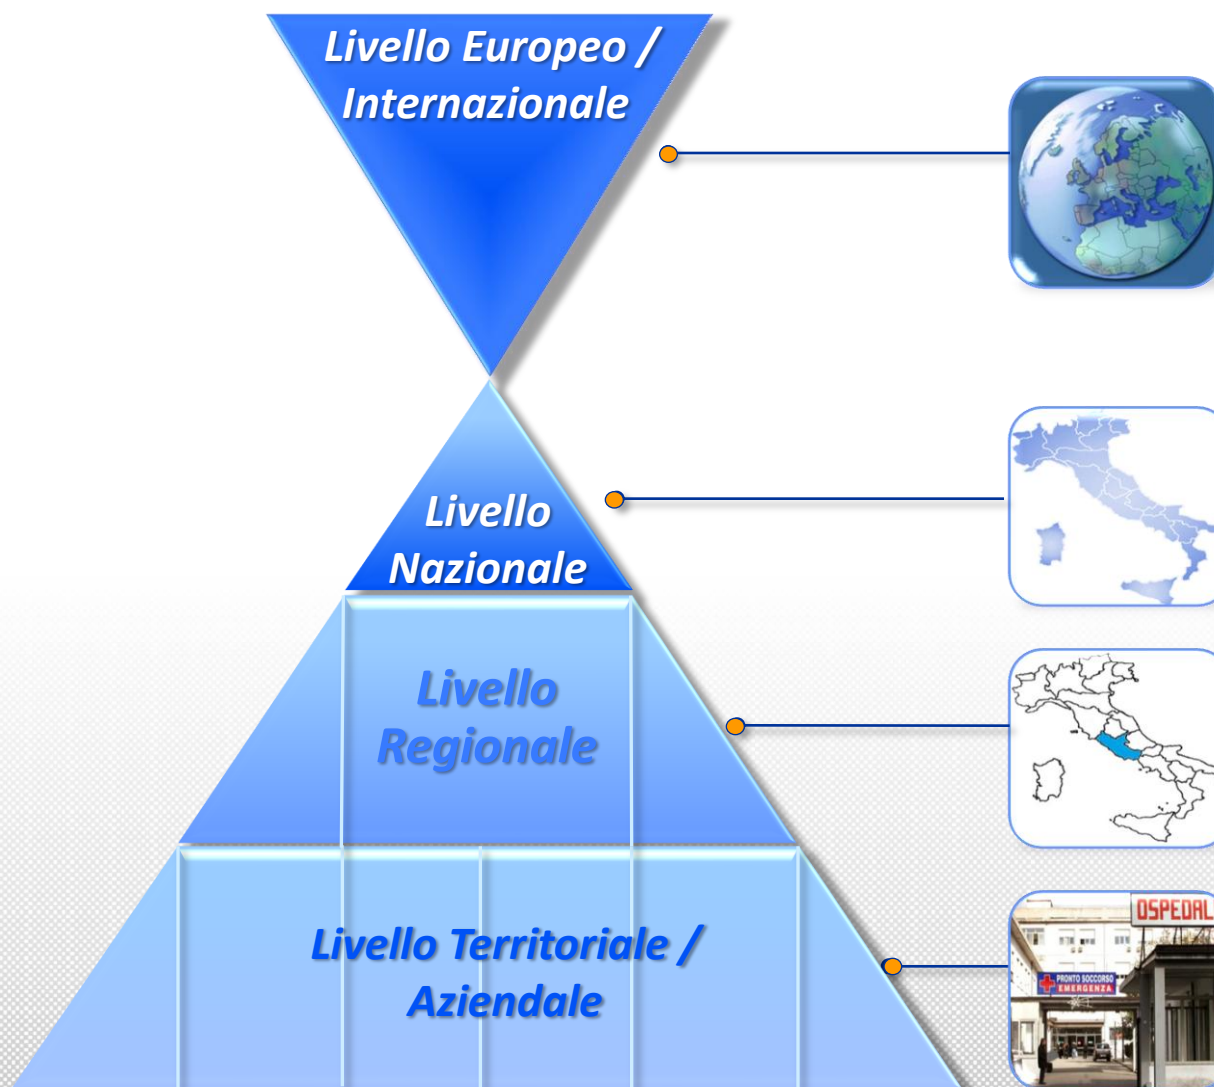 Livello Europeo /
Internazionale
Livello
Nazionale
Livello
Regionale
OSPEDAL
PRONTO SOCCORSO
EMERGENZA
Livello Territoriale /
Aziendale